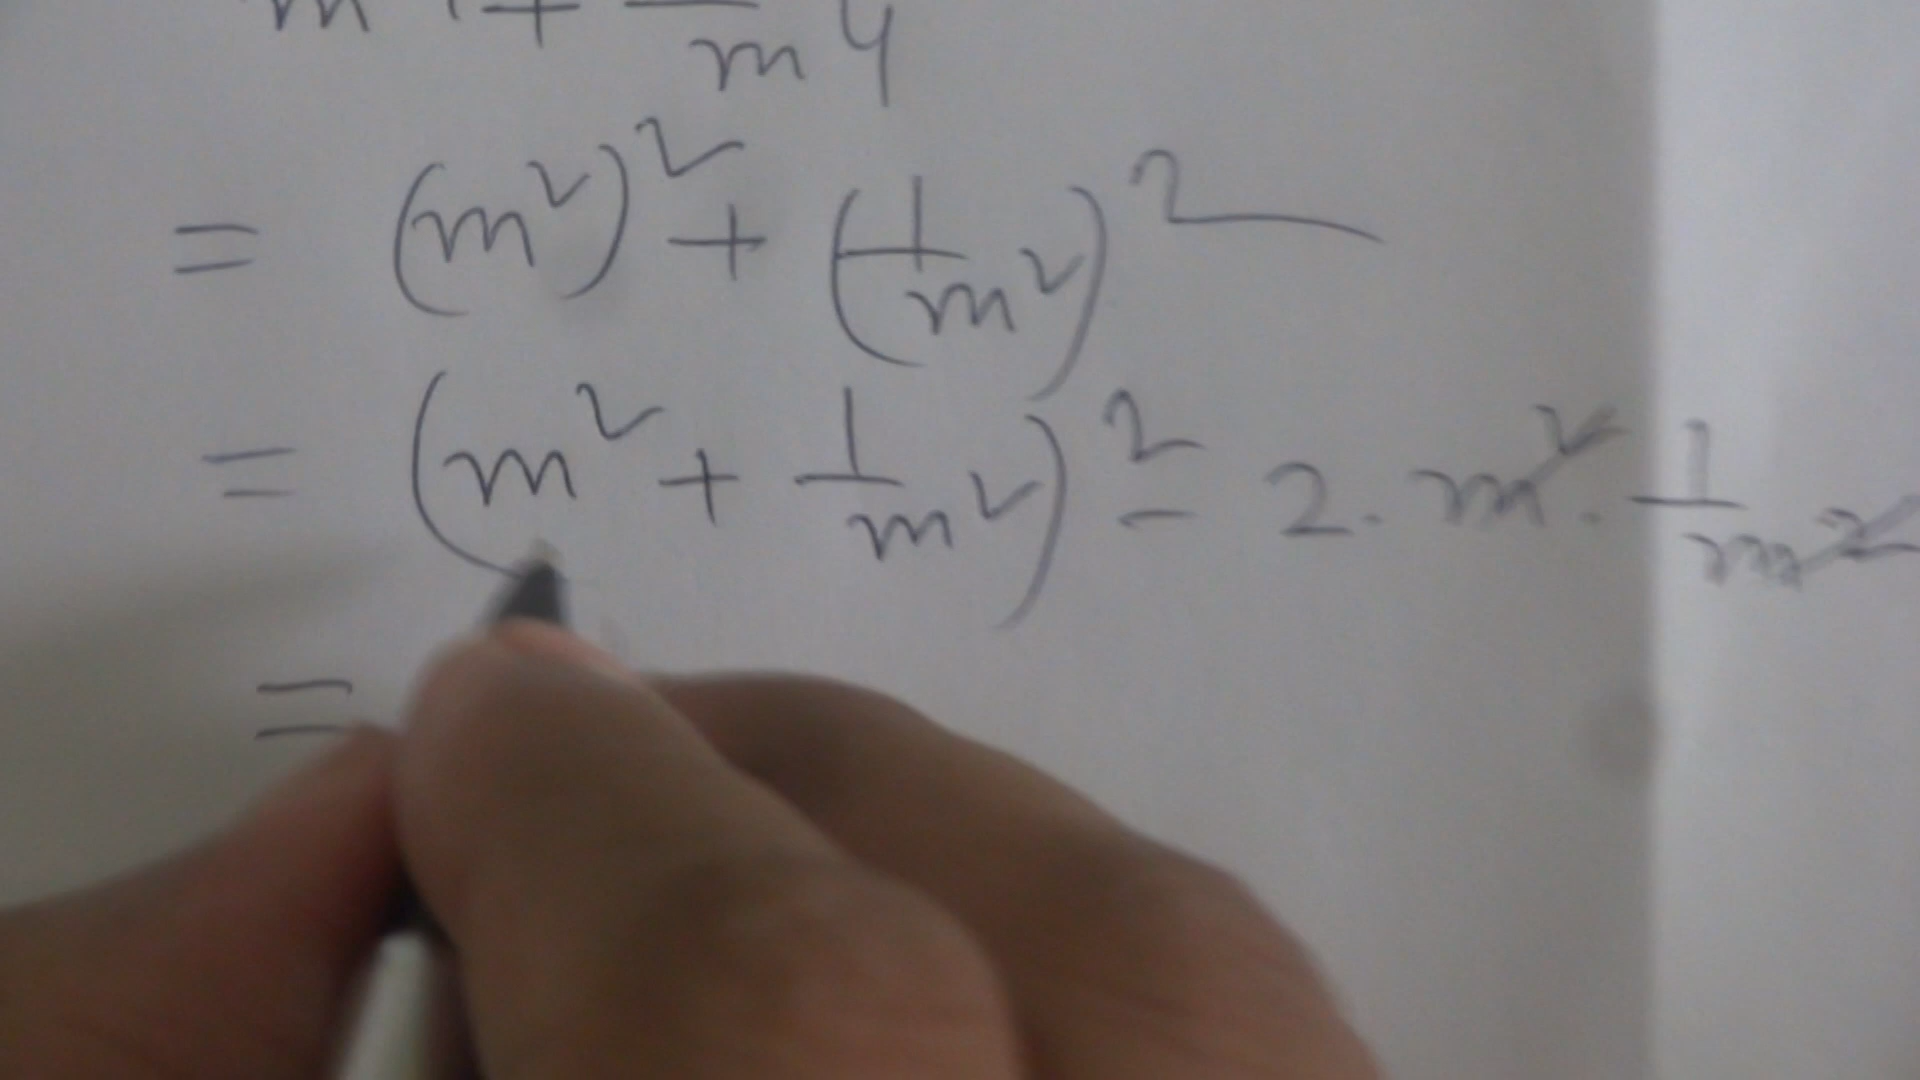 m⁴ + 1/m⁴
= (m²)² + (1/m²)²
= (m² + 1/m²)² - 2 . m² . 1/m²
=